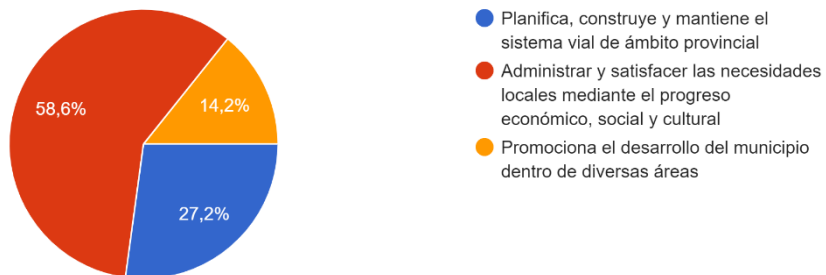 58,6%
14,2%
27,2%
Planifica, construye y mantiene el
sistema vial de ámbito provincial
Administrar y satisfacer las necesidades
locales mediante el progreso
económico, social y cultural
Promociona el desarrollo del municipio
dentro de diversas áreas